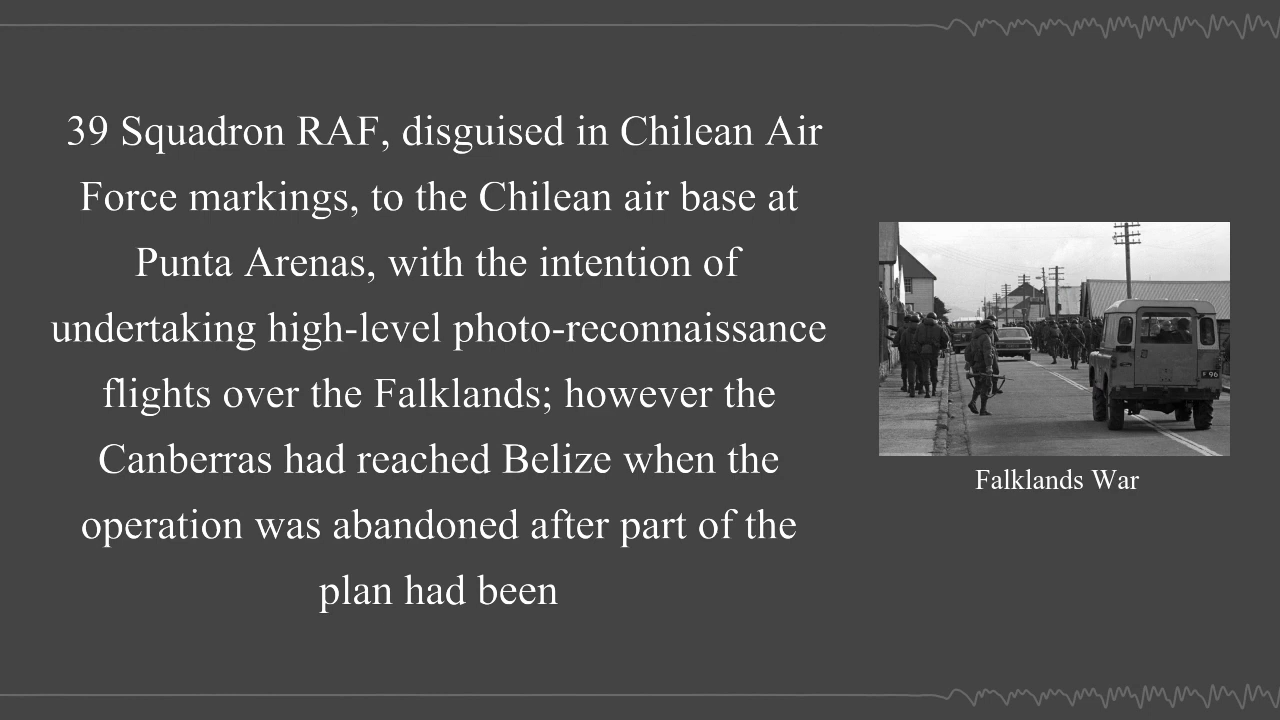 39 Squadron RAF, disguised in Chilean Air
Force markings, to the Chilean air base at
Punta Arenas, with the intention of
undertaking high-level photo-reconnaissance
flights over the Falklands; however the
Canberras had reached Belize when the
operation was abandoned after part of the
plan had been
F 96
Falklands War